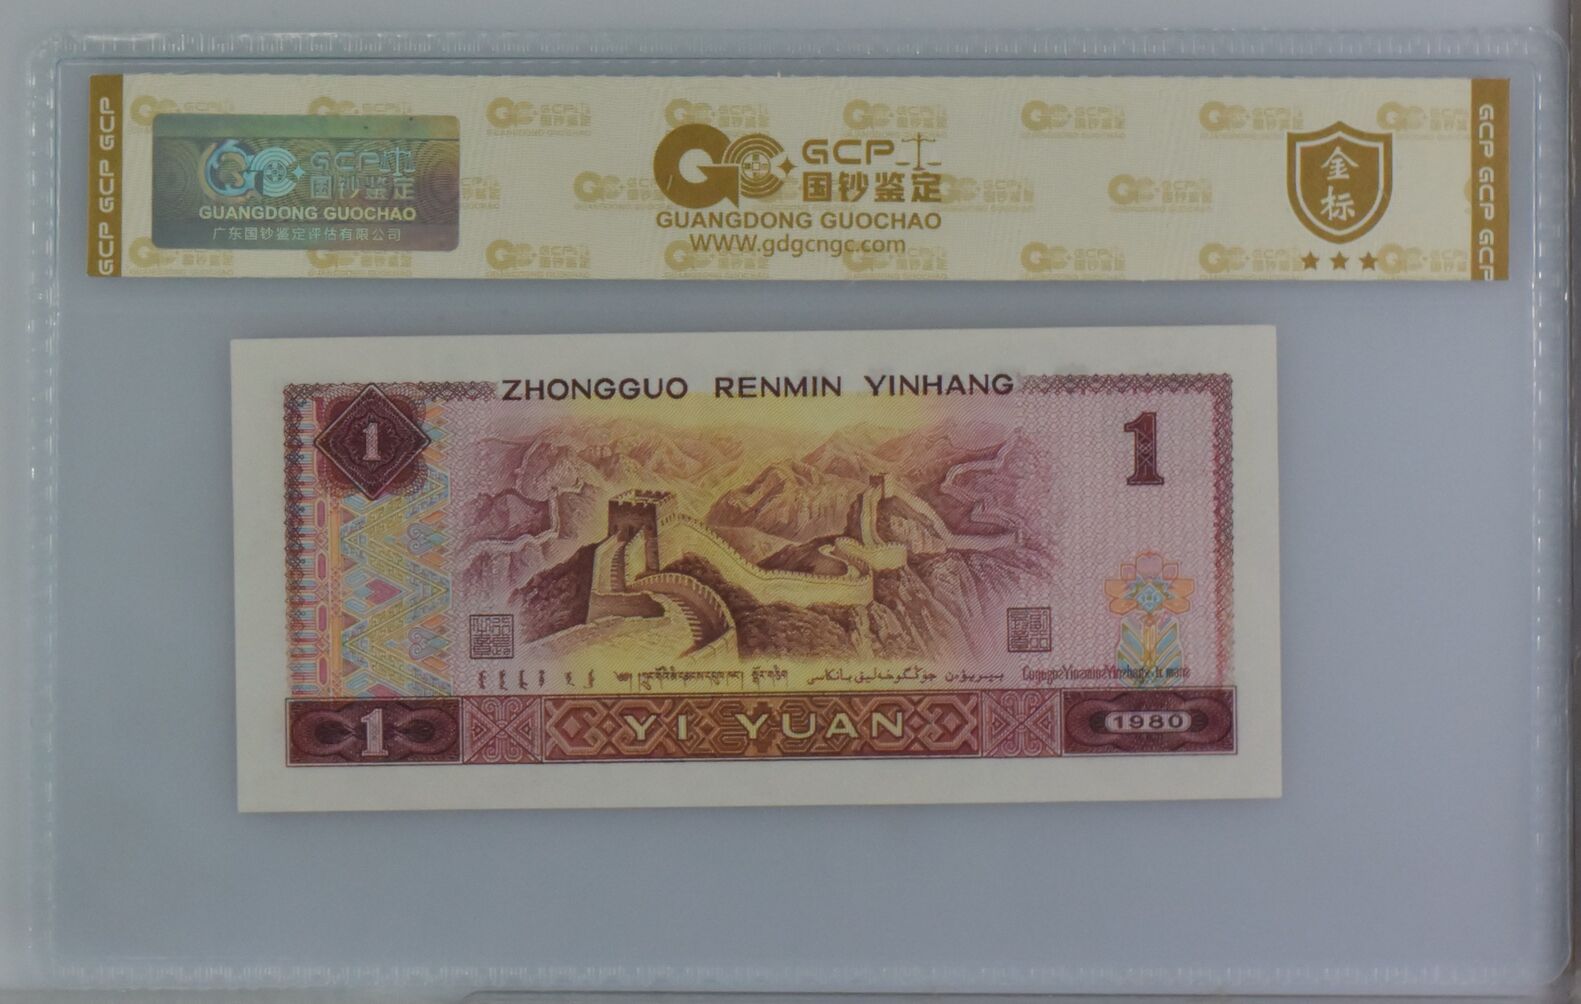 GCP GCP GCP
GCP
国钞鉴定
GUANGDONG GUOCHAO
广东国钞鉴定评估有限公司
GCP
国钞鉴定
GUANGDONG GUOCHAO
WWW.gdgcngc.com
金标
GCP GCP GCP
ZHONGGUO RENMIN YINHANG
1
1
YI YUAN
1
1980